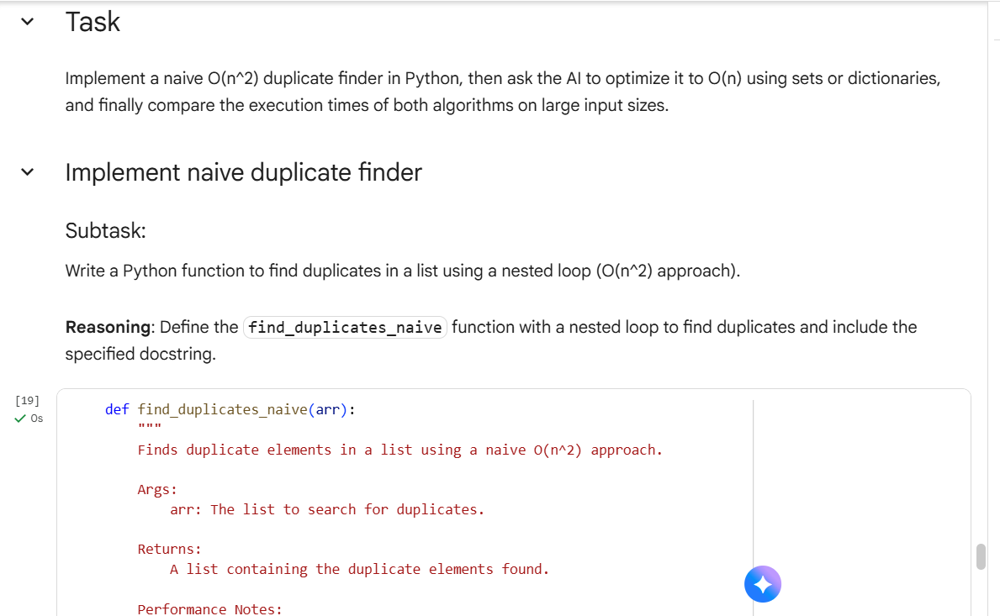 Task
Implement a naive O(n^2) duplicate finder in Python, then ask the AI to optimize it to O(n) using sets or dictionaries,
and finally compare the execution times of both algorithms on large input sizes.
Implement naive duplicate finder
Subtask:
Write a Python function to find duplicates in a list using a nested loop (O(n^2) approach).
Reasoning: Define the find_duplicates_naive function with a nested loop to find duplicates and include the
specified docstring.
[19]
0s
def find_duplicates_naive(arr):
"""
Finds duplicate elements in a list using a naive O(n^2) approach.
Args:
arr: The list to search for duplicates.
Returns:
A list containing the duplicate elements found.
Performance Notes: